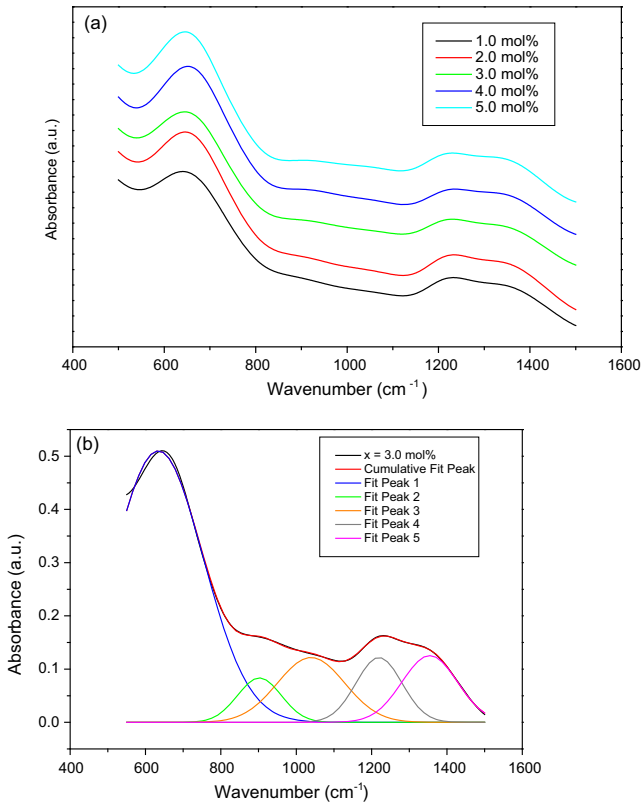 (a)
1.0 mol%
2.0 mol%
3.0 mol%
4.0 mol%
5.0 mol%
Absorbance (a.u.)
400 600 800 1000 1200 1400 1600
Wavenumber (cm⁻¹)
(b)
x = 3.0 mol%
Cumulative Fit Peak
Fit Peak 1
Fit Peak 2
Fit Peak 3
Fit Peak 4
Fit Peak 5
0.5
0.4
0.3
0.2
0.1
0.0
Absorbance (a.u.)
400 600 800 1000 1200 1400 1600
Wavenumber (cm⁻¹)